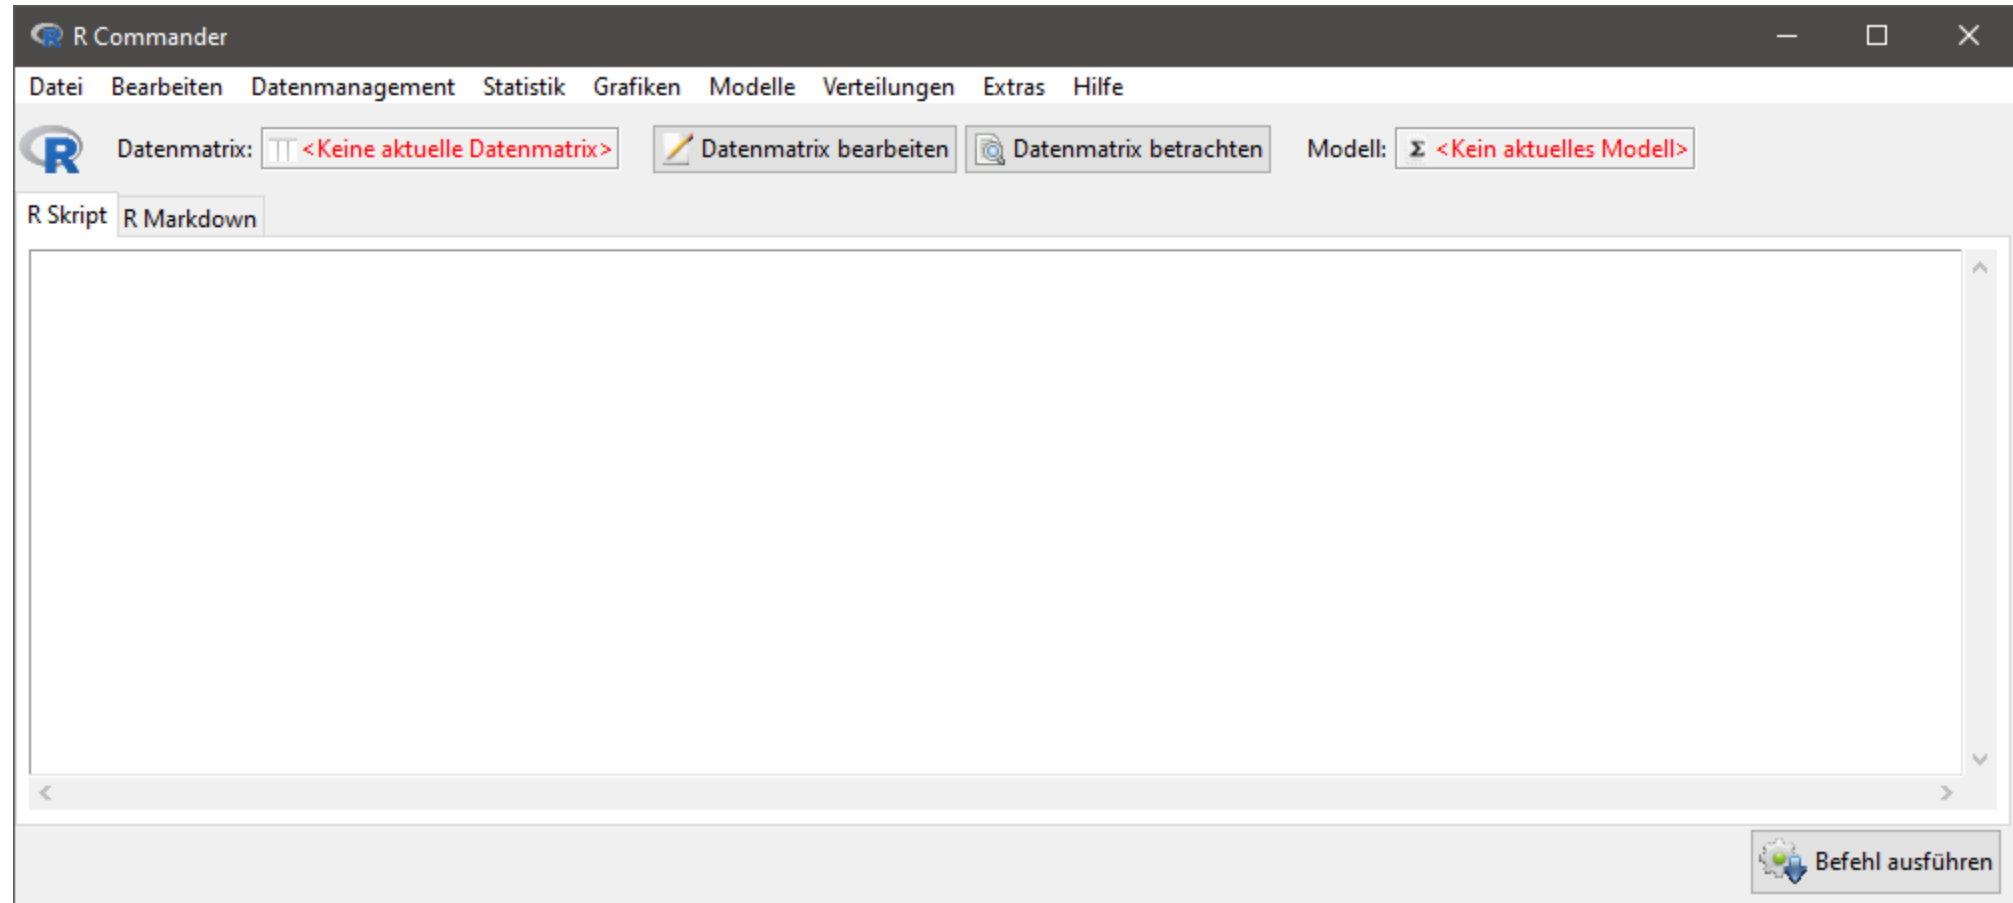 R Commander
Datei Bearbeiten Datenmanagement Statistik Grafiken Modelle Verteilungen Extras Hilfe
R Datenmatrix: <Keine aktuelle Datenmatrix> Datenmatrix bearbeiten Datenmatrix betrachten Modell: Σ <Kein aktuelles Modell>
R Skript R Markdown
Befehl ausführen